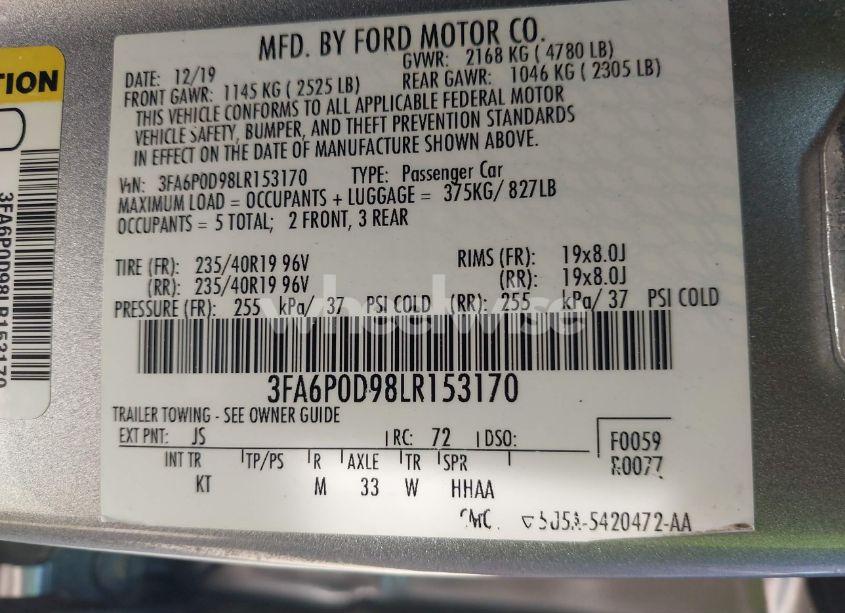 TION
3FA6P0D98LR153170
MFD. BY FORD MOTOR CO.
DATE: 12/19 GVWR: 2168 KG ( 4780 LB)
FRONT GAWR: 1145 KG ( 2525 LB) REAR GAWR: 1046 KG ( 2305 LB)
THIS VEHICLE CONFORMS TO ALL APPLICABLE FEDERAL MOTOR
VEHICLE SAFETY, BUMPER, AND THEFT PREVENTION STANDARDS
IN EFFECT ON THE DATE OF MANUFACTURE SHOWN ABOVE.
VIN: 3FA6P0D98LR153170 TYPE: Passenger Car
MAXIMUM LOAD = OCCUPANTS + LUGGAGE = 375KG/ 827LB
OCCUPANTS = 5 TOTAL; 2 FRONT, 3 REAR
TIRE (FR): 235/40R19 96V RIMS (FR): 19x8.0J
(RR): 235/40R19 96V (RR): 19x8.0J
PRESSURE (FR): 255 kPa/ 37 PSI COLD (RR): 255 kPa/ 37 PSI COLD
wheelwise
3FA6P0D98LR153170
TRAILER TOWING - SEE OWNER GUIDE
EXT PNT: JS RC: 72 DSO: F0059
R0077
INT TR TP/PS R AXLE TR SPR
KT M 33 W HHAA
5420472-AA